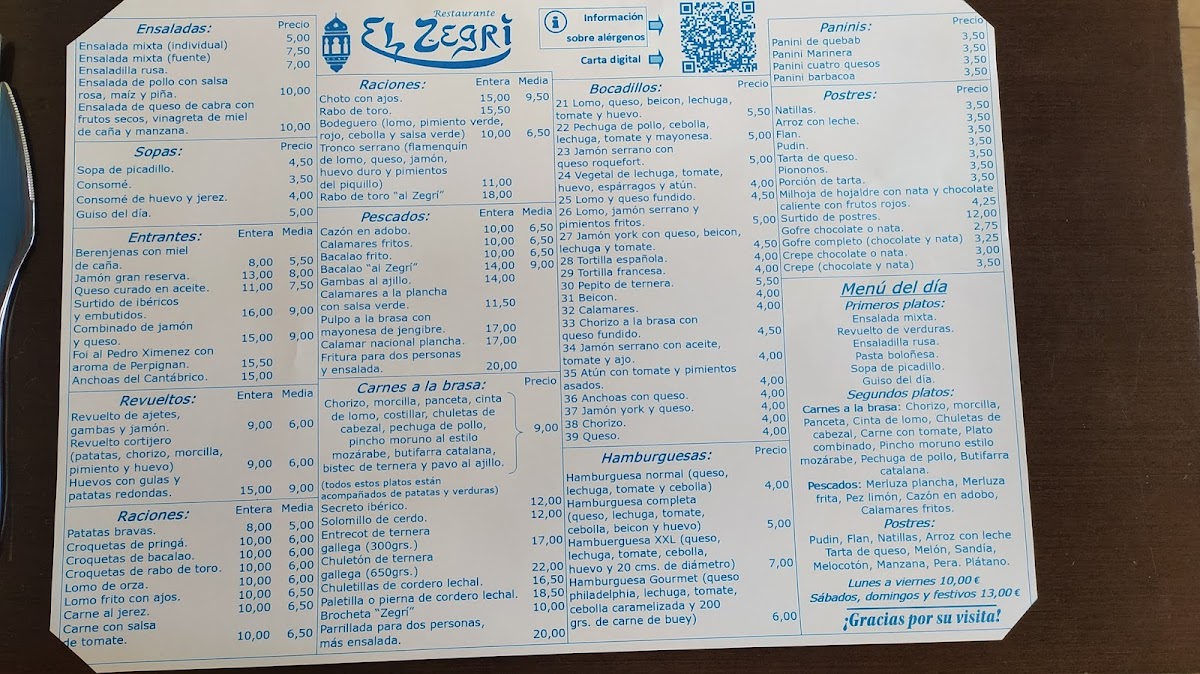 Ensaladas: Precio
Ensalada mixta (individual) 5,00
Ensalada mixta (fuente) 7,50
Ensaladilla rusa. 7,00
Ensalada de pollo con salsa
rosa, maíz y piña. 10,00
Ensalada de queso de cabra con
frutos secos, vinagreta de miel
de caña y manzana. 10,00
Sopas: Precio
Sopa de picadillo. 4,50
Consomé. 3,50
Consomé de huevo y jerez. 4,00
Guiso del día. 5,00
Entrantes: Entera Media
Berenjenas con miel
de caña. 8,00 5,50
Jamón gran reserva. 13,00 8,00
Queso curado en aceite. 11,00 7,50
Surtido de ibéricos
y embutidos. 16,00 9,00
Combinado de jamón
y queso. 15,00 9,00
Foi al Pedro Ximenez con
aroma de Perpignan. 15,50
Anchoas del Cantábrico. 15,00
Revueltos: Entera Media
Revuelto de ajetes,
gambas y jamón. 9,00 6,00
Revuelto cortijero
(patatas, chorizo, morcilla,
pimiento y huevo) 9,00 6,00
Huevos con gulas y
patatas redondas. 15,00 9,00
Raciones: Entera Media
Patatas bravas. 8,00 5,00
Croquetas de pringá. 10,00 6,00
Croquetas de bacalao. 10,00 6,00
Croquetas de rabo de toro. 10,00 6,00
Lomo de orza. 10,00 6,00
Lomo frito con ajos. 10,00 6,50
Carne al jerez. 10,00 6,50
Carne con salsa
de tomate. 10,00 6,50
Restaurante
EL ZEGRÍ
Información
sobre alérgenos
Carta digital
Raciones: Entera Media
Choto con ajos. 15,00 9,50
Rabo de toro. 15,50
Bodeguero (lomo, pimiento verde,
rojo, cebolla y salsa verde) 10,00 6,50
Tronco serrano (flamenquín
de lomo, queso, jamón,
huevo duro y pimientos
del piquillo) 11,00
Rabo de toro "al Zegrí" 18,00
Pescados: Entera Media
Cazón en adobo. 10,00 6,50
Calamares fritos. 10,00 6,50
Bacalao frito. 10,00 6,50
Bacalao "al Zegrí" 14,00 9,00
Gambas al ajillo. 14,00
Calamares a la plancha
con salsa verde. 11,50
Pulpo a la brasa con
mayonesa de jengibre. 17,00
Calamar nacional plancha. 17,00
Fritura para dos personas
y ensalada. 20,00
Carnes a la brasa: Precio
Chorizo, morcilla, panceta, cinta
de lomo, costillar, chuletas de
cabezal, pechuga de pollo,
pincho moruno al estilo 9,00
mozárabe, butifarra catalana,
bistec de ternera y pavo al ajillo.
(todos estos platos están
acompañados de patatas y verduras)
Secreto ibérico. 12,00
Solomillo de cerdo. 12,00
Entrecot de ternera
gallega (300grs.) 17,00
Chuletón de ternera
gallega (650grs.) 22,00
Chuletillas de cordero lechal. 16,50
Paletilla o pierna de cordero lechal. 18,50
Brocheta "Zegrí" 10,00
Parrillada para dos personas,
más ensalada. 20,00
Bocadillos: Precio
21 Lomo, queso, beicon, lechuga,
tomate y huevo. 5,50
22 Pechuga de pollo, cebolla,
lechuga, tomate y mayonesa. 5,00
23 Jamón serrano con
queso roquefort. 5,00
24 Vegetal de lechuga, tomate,
huevo, espárragos y atún. 4,00
25 Lomo y queso fundido. 4,50
26 Lomo, jamón serrano y
pimientos fritos. 5,00
27 Jamón york con queso, beicon,
lechuga y tomate. 4,50
28 Tortilla española. 4,00
29 Tortilla francesa. 4,00
30 Pepito de ternera. 5,50
31 Beicon. 4,00
32 Calamares. 4,00
33 Chorizo a la brasa con
queso fundido. 4,50
34 Jamón serrano con aceite,
tomate y ajo. 4,00
35 Atún con tomate y pimientos
asados. 4,00
36 Anchoas con queso. 4,00
37 Jamón york y queso. 4,00
38 Chorizo. 4,00
39 Queso. 4,00
Hamburguesas: Precio
Hamburguesa normal (queso,
lechuga, tomate y cebolla) 4,00
Hamburguesa completa
(queso, lechuga, tomate,
cebolla, beicon y huevo) 5,00
Hambuerguesa XXL (queso,
lechuga, tomate, cebolla,
huevo y 20 cms. de diámetro) 7,00
Hamburguesa Gourmet (queso
philadelphia, lechuga, tomate,
cebolla caramelizada y 200
grs. de carne de buey) 6,00
Paninis: Precio
Panini de quebab 3,50
Panini Marinera 3,50
Panini cuatro quesos 3,50
Panini barbacoa 3,50
Postres: Precio
Natillas. 3,50
Arroz con leche. 3,50
Flan. 3,50
Pudin. 3,50
Tarta de queso. 3,50
Piononos. 3,50
Porción de tarta. 3,50
Milhoja de hojaldre con nata y chocolate
caliente con frutos rojos. 4,25
Surtido de postres. 12,00
Gofre chocolate o nata. 2,75
Gofre completo (chocolate y nata) 3,25
Crepe chocolate o nata. 3,00
Crepe (chocolate y nata) 3,50
Menú del día
Primeros platos:
Ensalada mixta.
Revuelto de verduras.
Ensaladilla rusa.
Pasta boloñesa.
Sopa de picadillo.
Guiso del día.
Segundos platos:
Carnes a la brasa: Chorizo, morcilla,
Panceta, Cinta de lomo, Chuletas de
cabezal, Carne con tomate, Plato
combinado, Pincho moruno estilo
mozárabe, Pechuga de pollo, Butifarra
catalana.
Pescados: Merluza plancha, Merluza
frita, Pez limón, Cazón en adobo,
Calamares fritos.
Postres:
Pudin, Flan, Natillas, Arroz con leche
Tarta de queso, Melón, Sandía,
Melocotón, Manzana, Pera. Plátano.
Lunes a viernes 10,00 €
Sábados, domingos y festivos 13,00 €
¡Gracias por su visita!